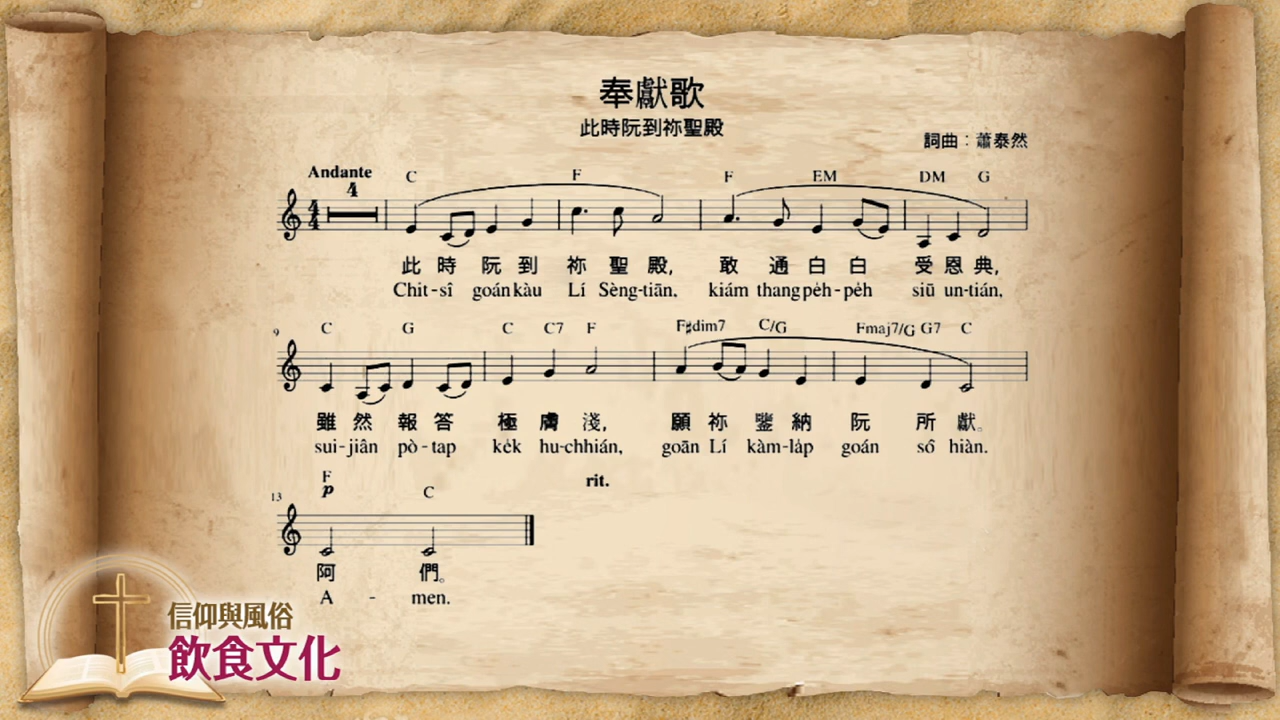 奉獻歌
此時阮到祢聖殿
詞曲：蕭泰然
Andante
4
C F F EM DM G
此時阮到祢聖殿, 敢通白白受恩典,
Chit-sî goán kàu Lí Sèng-tiān, kiám thang pe̍h-pe̍h siū un-tián,
9
C G C C7 F F♯dim7 C/G Fmaj7/G G7 C
雖然報答極膚淺, 願祢鑒納阮所獻。
sui-jiân pò-tap ke̍k hu-chhián, goān Lí kàm-la̍p goán só͘ hiàn.
rit.
13
F C
p
阿們。
A - men.
信仰與風俗
飲食文化